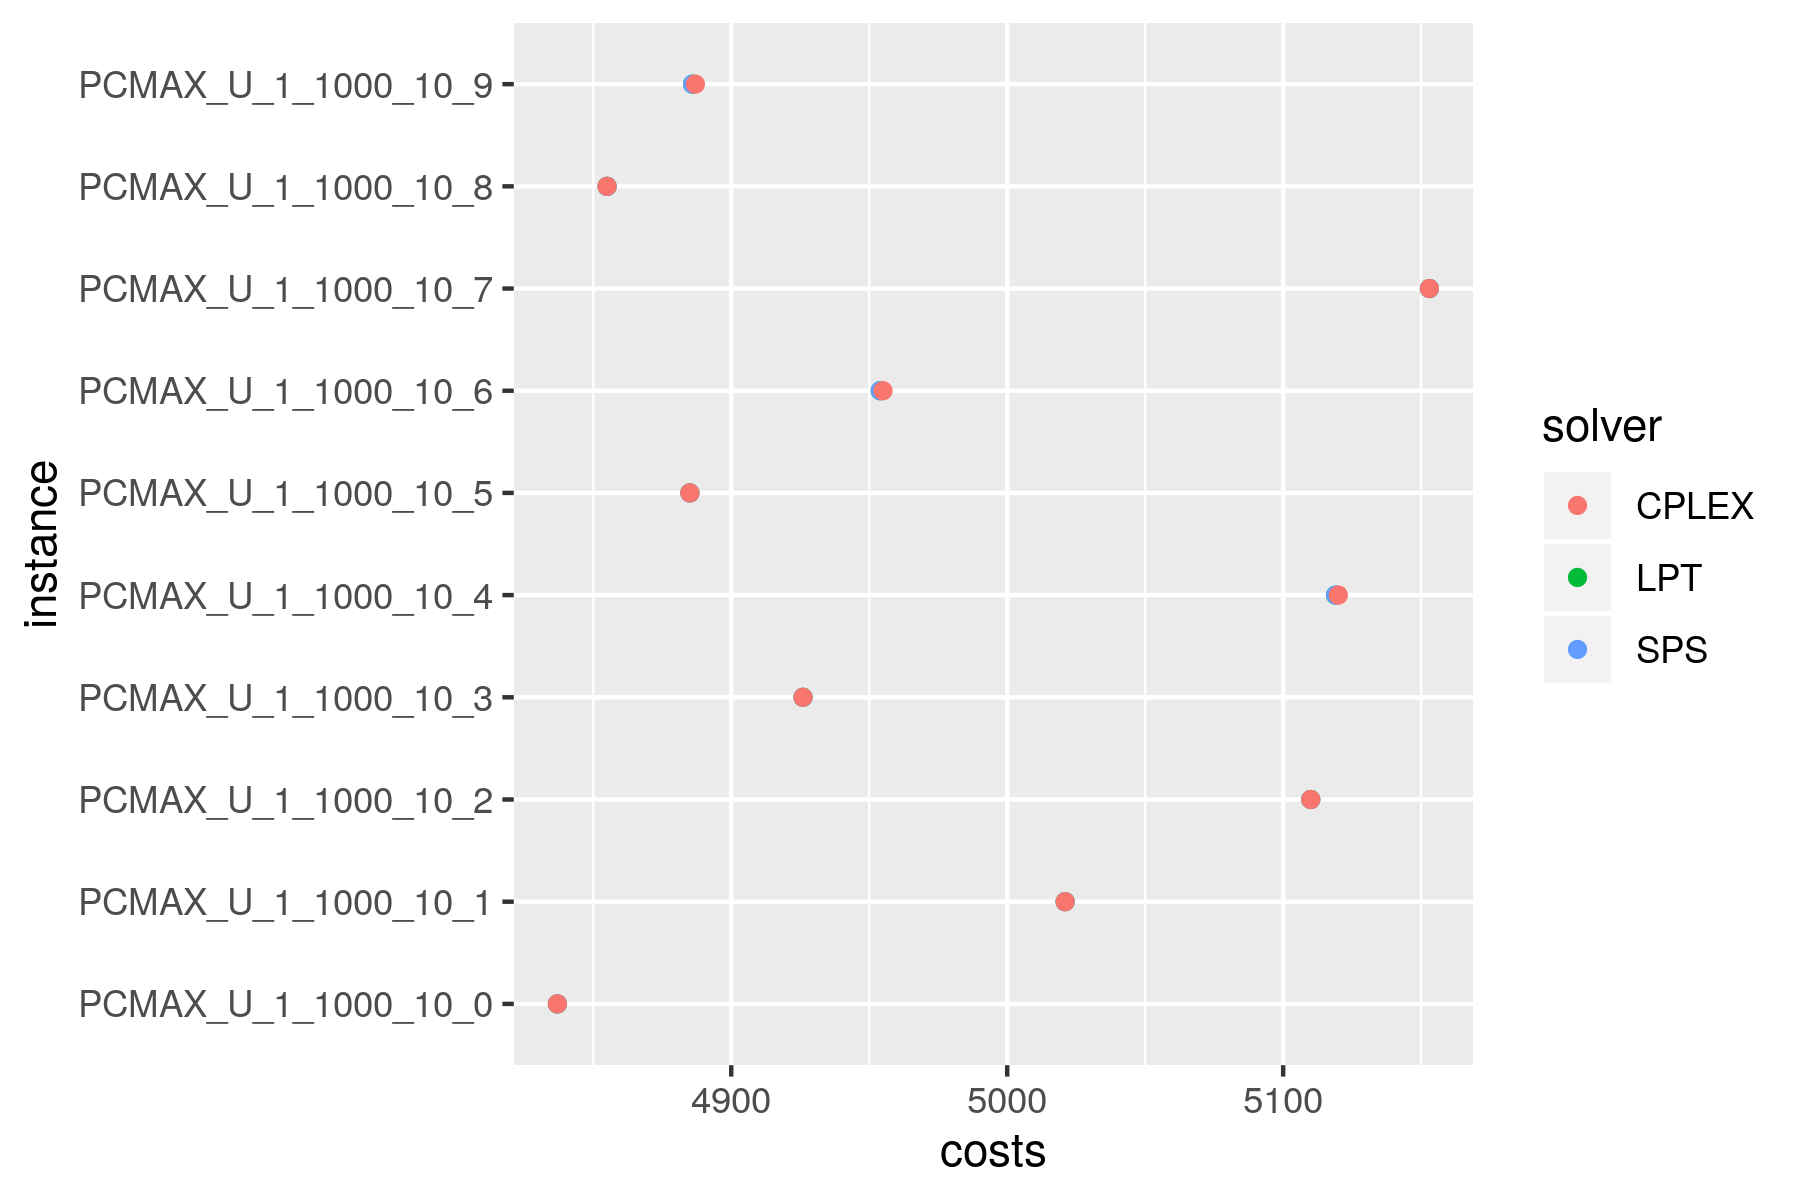 PCMAX_U_1_1000_10_9
PCMAX_U_1_1000_10_8
PCMAX_U_1_1000_10_7
PCMAX_U_1_1000_10_6
PCMAX_U_1_1000_10_5
PCMAX_U_1_1000_10_4
PCMAX_U_1_1000_10_3
PCMAX_U_1_1000_10_2
PCMAX_U_1_1000_10_1
PCMAX_U_1_1000_10_0
instance
4900 5000 5100
costs
solver
CPLEX
LPT
SPS